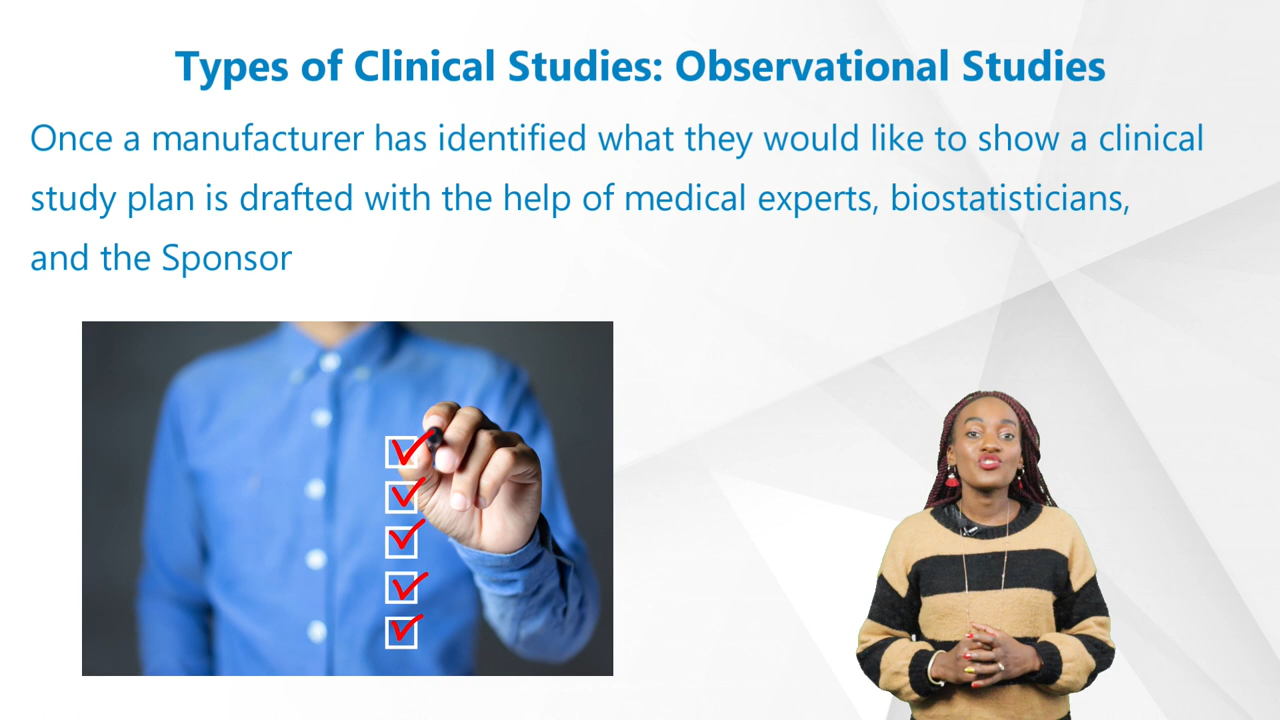 Types of Clinical Studies: Observational Studies
Once a manufacturer has identified what they would like to show a clinical
study plan is drafted with the help of medical experts, biostatisticians,
and the Sponsor